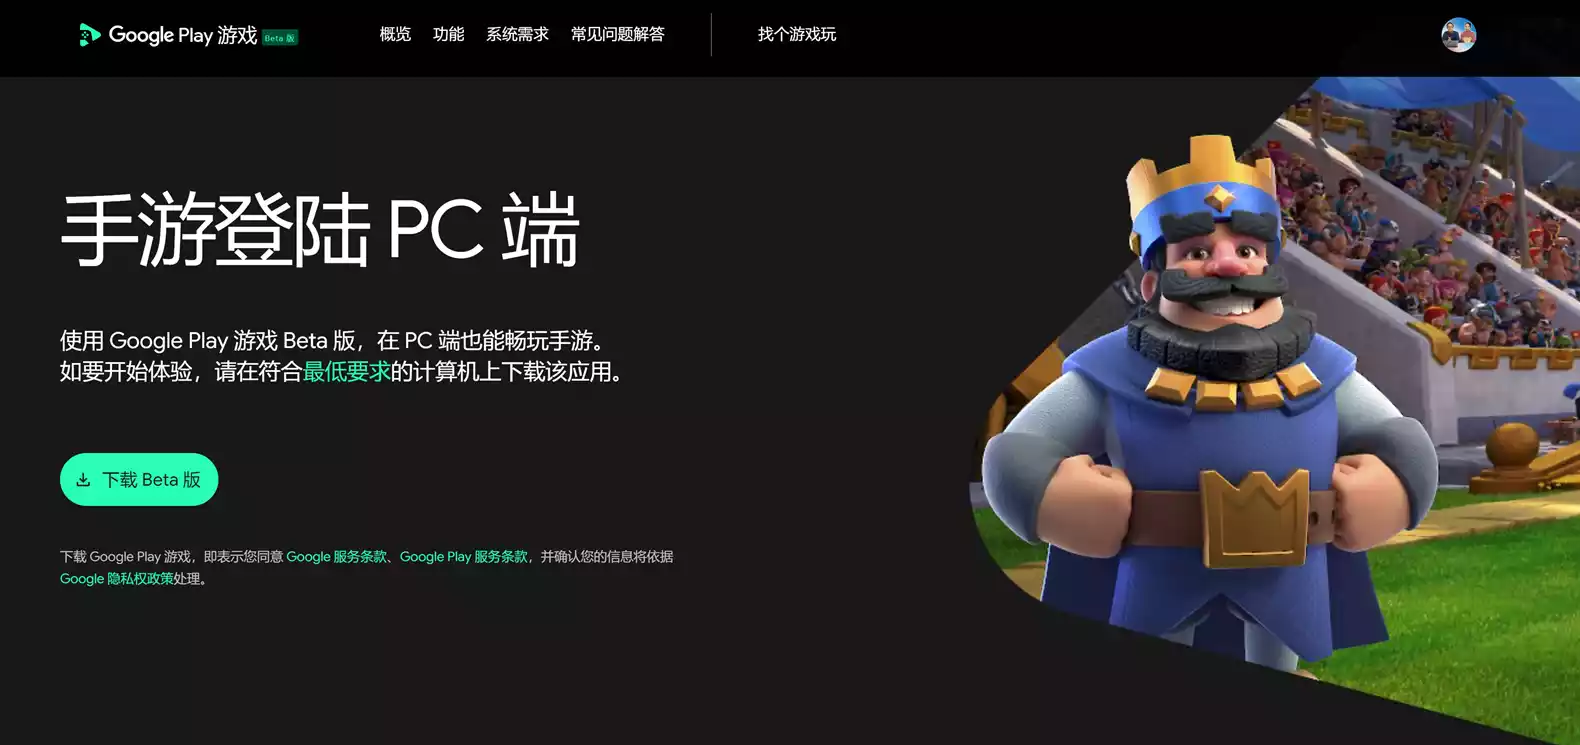 Google Play 游戏 Beta 版
概览 功能 系统需求 常见问题解答 找个游戏玩
手游登陆 PC 端
使用 Google Play 游戏 Beta 版，在 PC 端也能畅玩手游。
如要开始体验，请在符合最低要求的计算机上下载该应用。
下载 Beta 版
下载 Google Play 游戏，即表示您同意 Google 服务条款、Google Play 服务条款，并确认您的信息将依据
Google 隐私权政策处理。